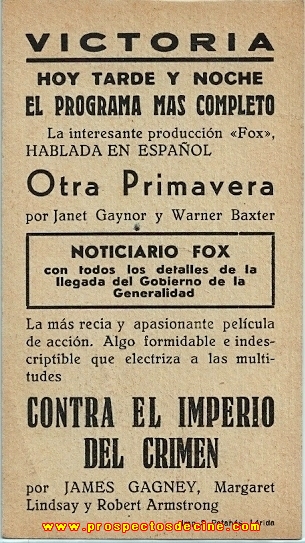 VICTORIA
HOY TARDE Y NOCHE
EL PROGRAMA MAS COMPLETO
La interesante producción «Fox»,
HABLADA EN ESPAÑOL
Otra Primavera
por Janet Gaynor y Warner Baxter
NOTICIARIO FOX
con todos los detalles de la
llegada del Gobierno de la
Generalidad
La más recia y apasionante película
de acción. Algo formidable e indes-
criptible que electriza a las multi-
tudes
CONTRA EL IMPERIO
DEL CRIMEN
por JAMES GAGNEY, Margaret
Lindsay y Robert Armstrong
www.prospectosdecine.com